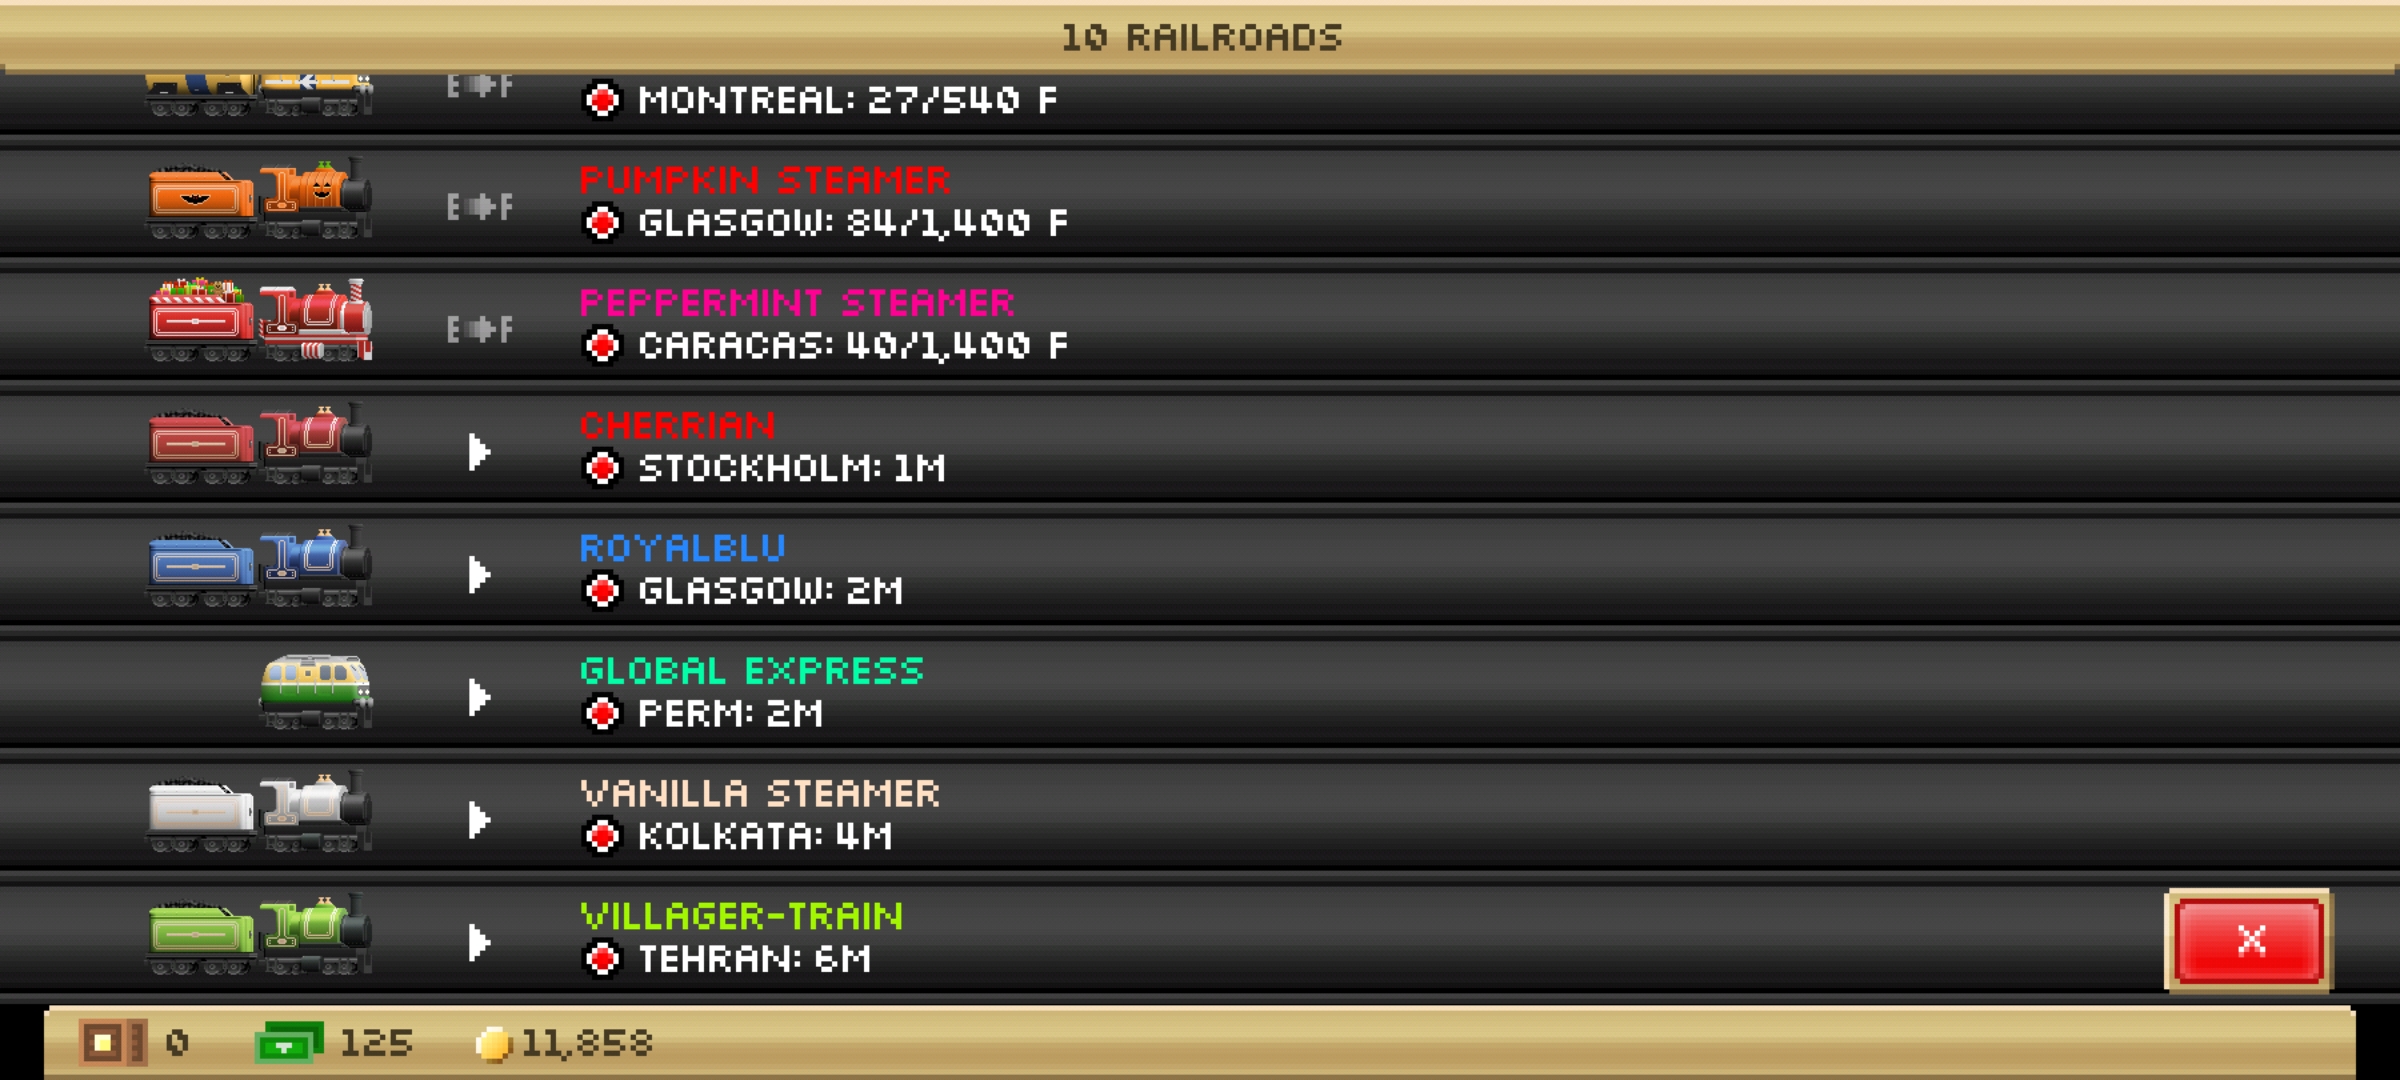 10 RAILROADS
E F
MONTREAL: 27/540 F
PUMPKIN STEAMER
E F
GLASGOW: 84/1,400 F
PEPPERMINT STEAMER
E F
CARACAS: 40/1,400 F
CHERRIAN
STOCKHOLM: 1M
ROYALBLU
GLASGOW: 2M
GLOBAL EXPRESS
PERM: 2M
VANILLA STEAMER
KOLKATA: 4M
VILLAGER-TRAIN
TEHRAN: 6M
X
0 125 11,858